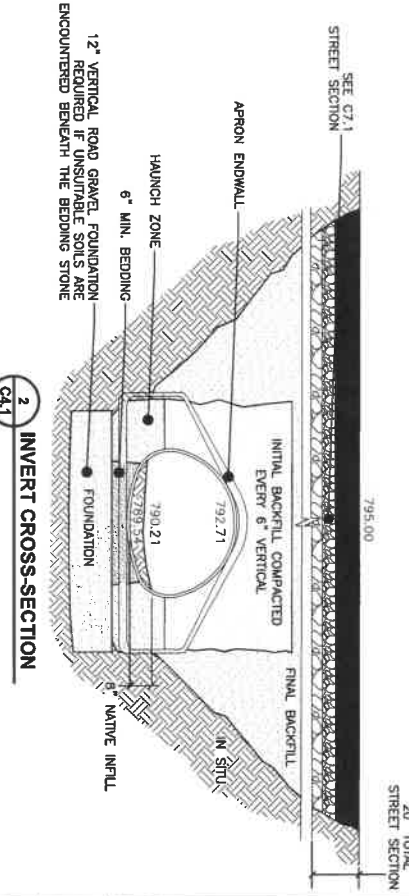 SEE C7.1
STREET SECTION
795.00
20" TOTAL
STREET SECTION
APRON ENDWALL
INITIAL BACKFILL COMPACTED
EVERY 6" VERTICAL
FINAL BACKFILL
792.71
HAUNCH ZONE
IN SITU
790.21
789.54
6" MIN. BEDDING
8" NATIVE INFILL
12" VERTICAL ROAD GRAVEL FOUNDATION
REQUIRED IF UNSUITABLE SOILS ARE
ENCOUNTERED BENEATH THE BEDDING STONE
FOUNDATION
2
C4.1
INVERT CROSS-SECTION